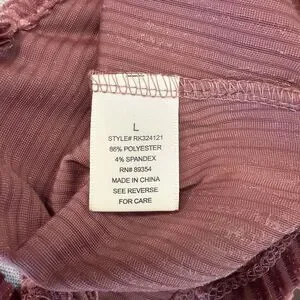 L
STYLE# RK324121
86% POLYESTER
4% SPANDEX
RN# 89354
MADE IN CHINA
SEE REVERSE
FOR CARE